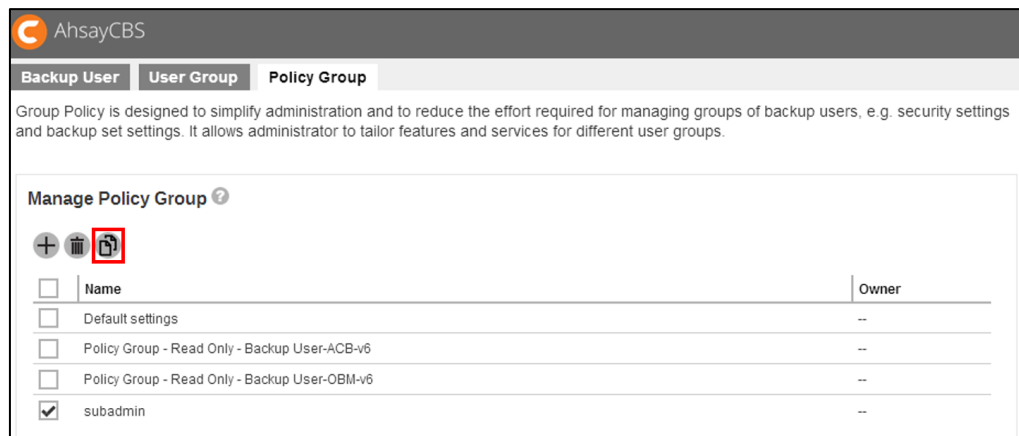 AhsayCBS
Backup User User Group Policy Group
Group Policy is designed to simplify administration and to reduce the effort required for managing groups of backup users, e.g. security settings
and backup set settings. It allows administrator to tailor features and services for different user groups.
Manage Policy Group ?
Name Owner
Default settings --
Policy Group - Read Only - Backup User-ACB-v6 --
Policy Group - Read Only - Backup User-OBM-v6 --
subadmin --